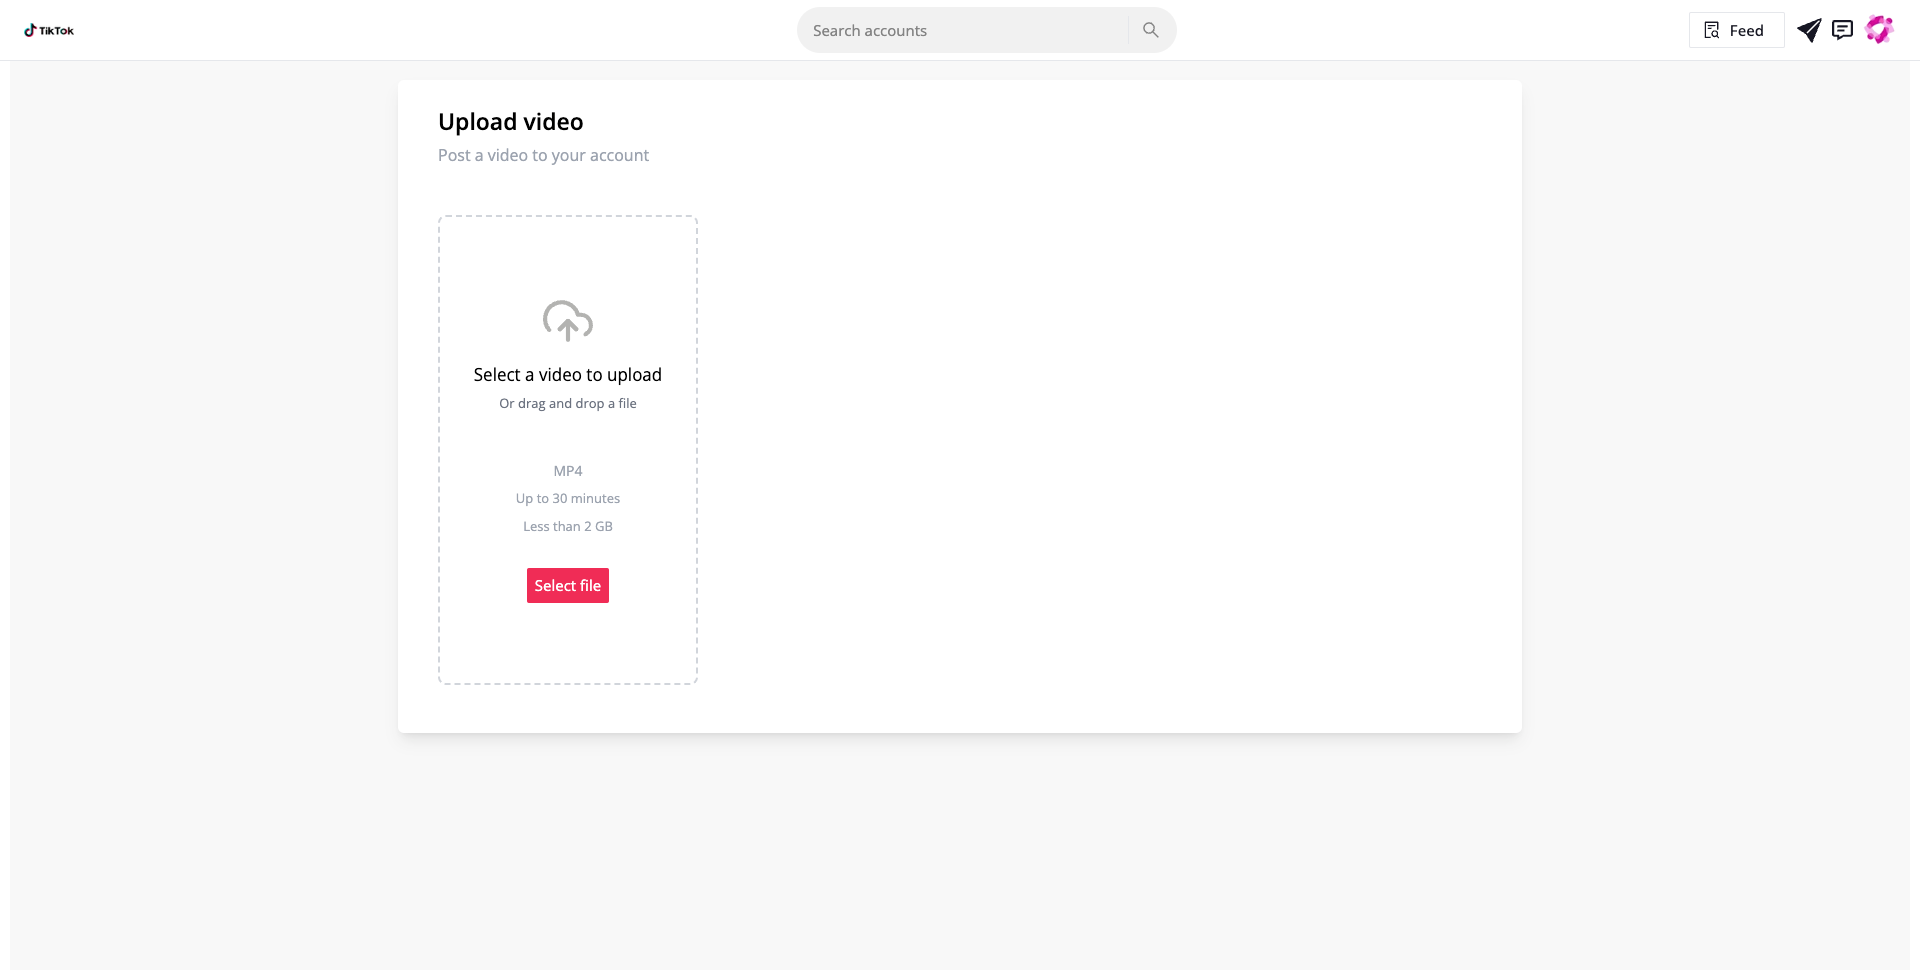 TikTok
Search accounts
Feed
Upload video
Post a video to your account
Select a video to upload
Or drag and drop a file
MP4
Up to 30 minutes
Less than 2 GB
Select file